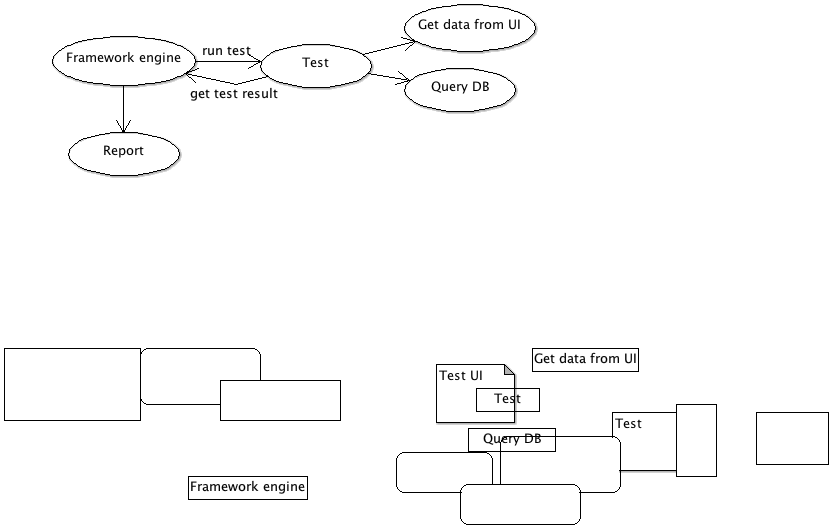 Get data from UI
run test
Framework engine
Test
get test result
Query DB
Report
Get data from UI
Test UI
Test
Test
Query DB
Framework engine